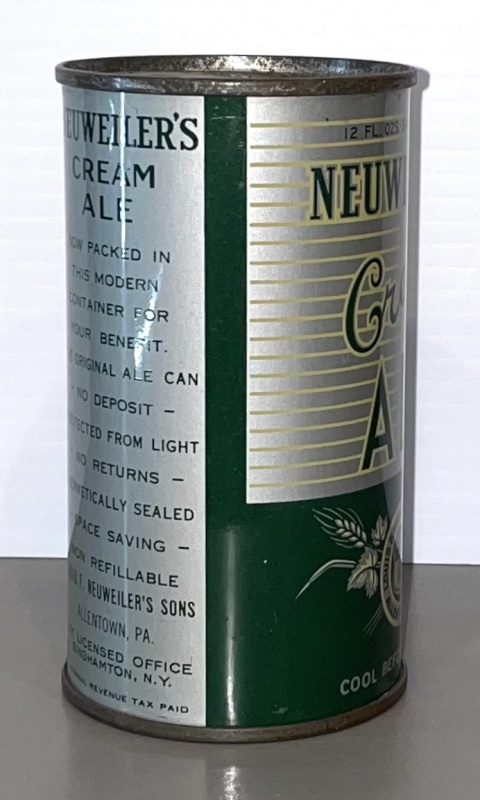 NEUWEILER'S
CREAM
ALE
NOW PACKED IN
THIS MODERN
CONTAINER FOR
YOUR BENEFIT.
ORIGINAL ALE CAN
- NO DEPOSIT -
PROTECTED FROM LIGHT
- NO RETURNS -
HERMETICALLY SEALED
SPACE SAVING -
NON REFILLABLE
F. NEUWEILER'S SONS
ALLENTOWN, PA.
LICENSED OFFICE
BINGHAMTON, N.Y.
INTERNAL REVENUE TAX PAID
12 FL. OZS.
NEUW
Cr
A
COOL BEF